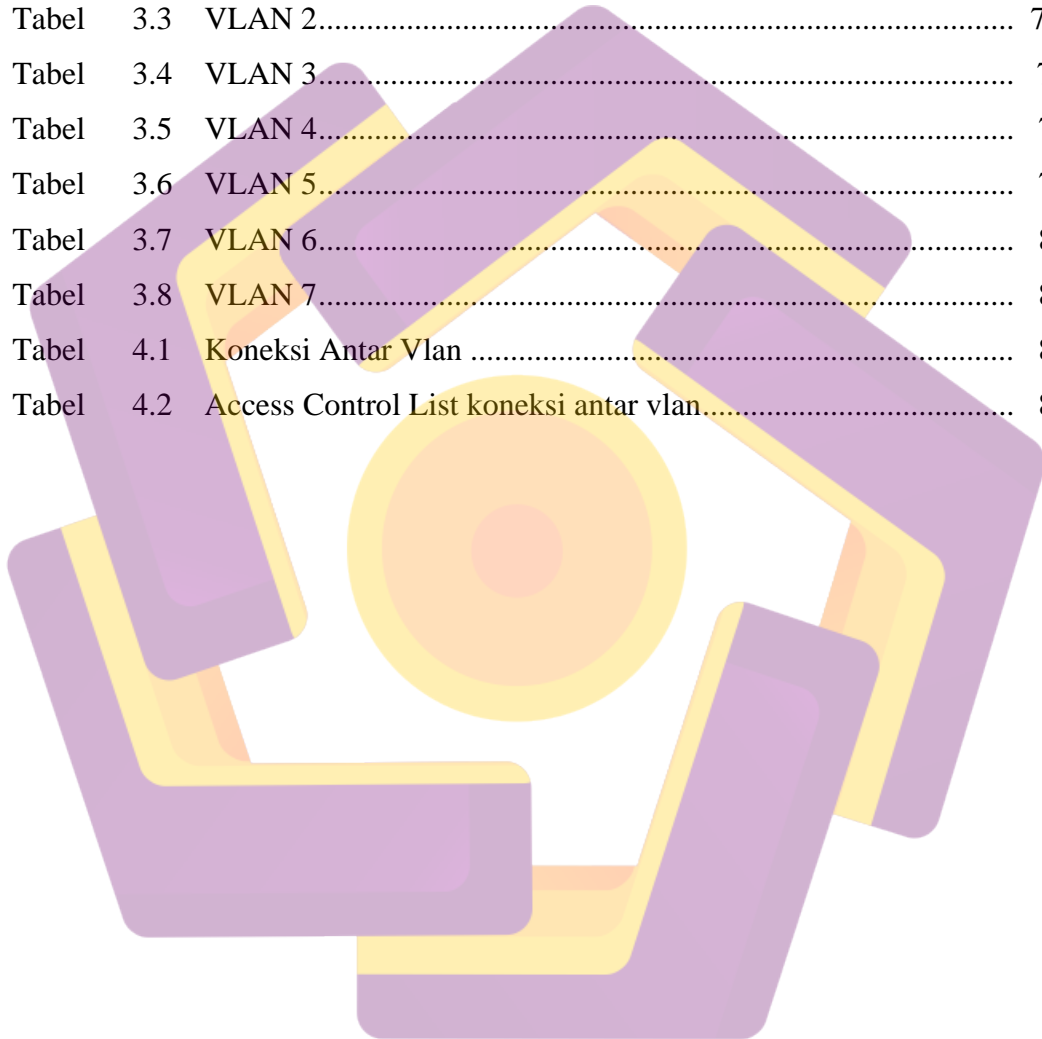 Tabel 3.3 VLAN 2.......................................................................................................... 7
Tabel 3.4 VLAN 3..........................................................................................................
Tabel 3.5 VLAN 4..........................................................................................................
Tabel 3.6 VLAN 5..........................................................................................................
Tabel 3.7 VLAN 6.......................................................................................................... 8
Tabel 3.8 VLAN 7.......................................................................................................... 8
Tabel 4.1 Koneksi Antar Vlan .................................................................................. 8
Tabel 4.2 Access Control List koneksi antar vlan............................................... 8